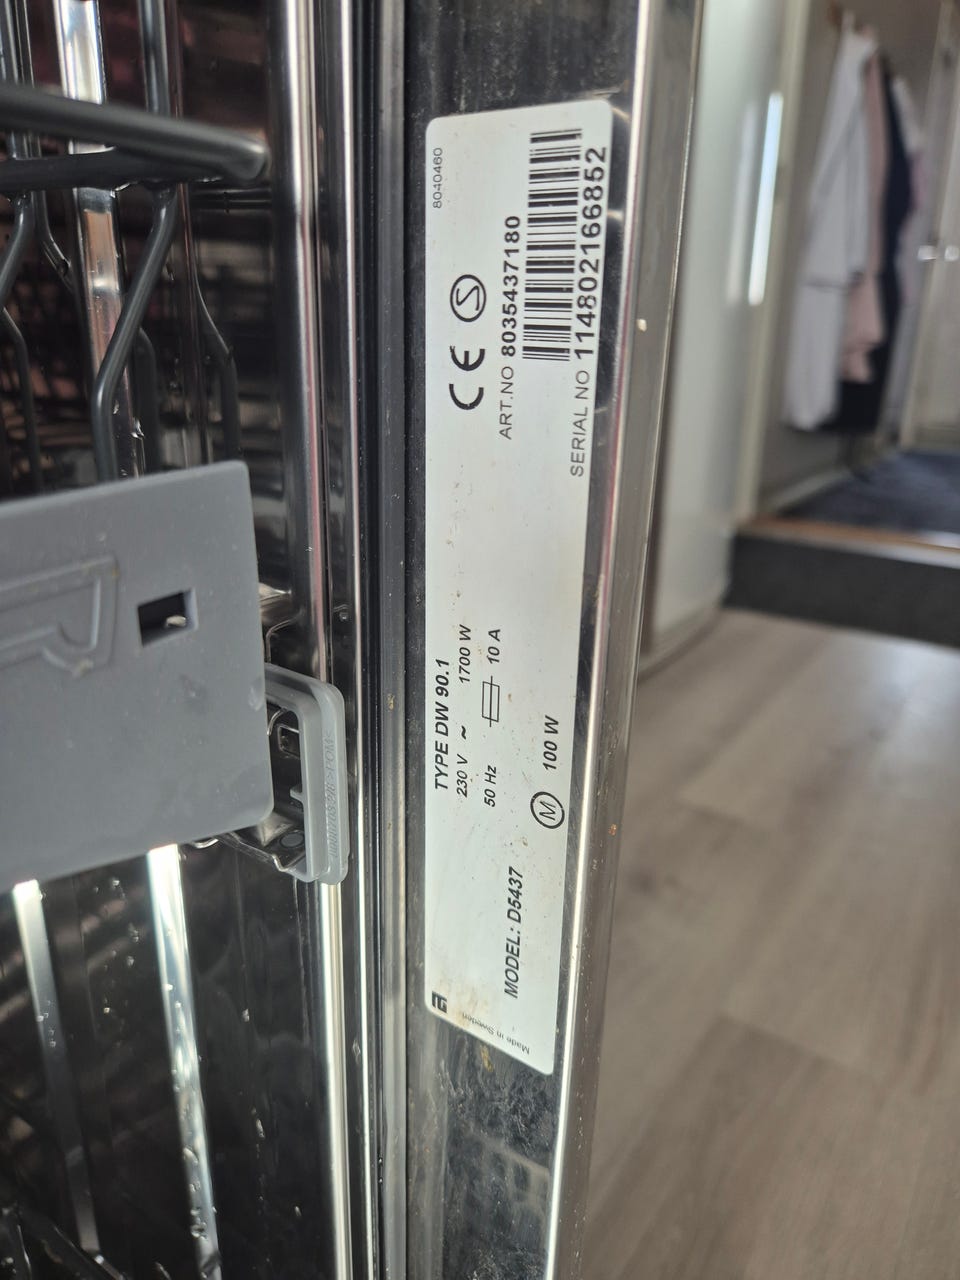 8040460
CE S
ART.NO 8035437180
SERIAL NO 114802166852
TYPE DW 90.1
230 V ~ 1700 W
50 Hz 10 A
M 100 W
MODEL: D5437
Made in Sweden